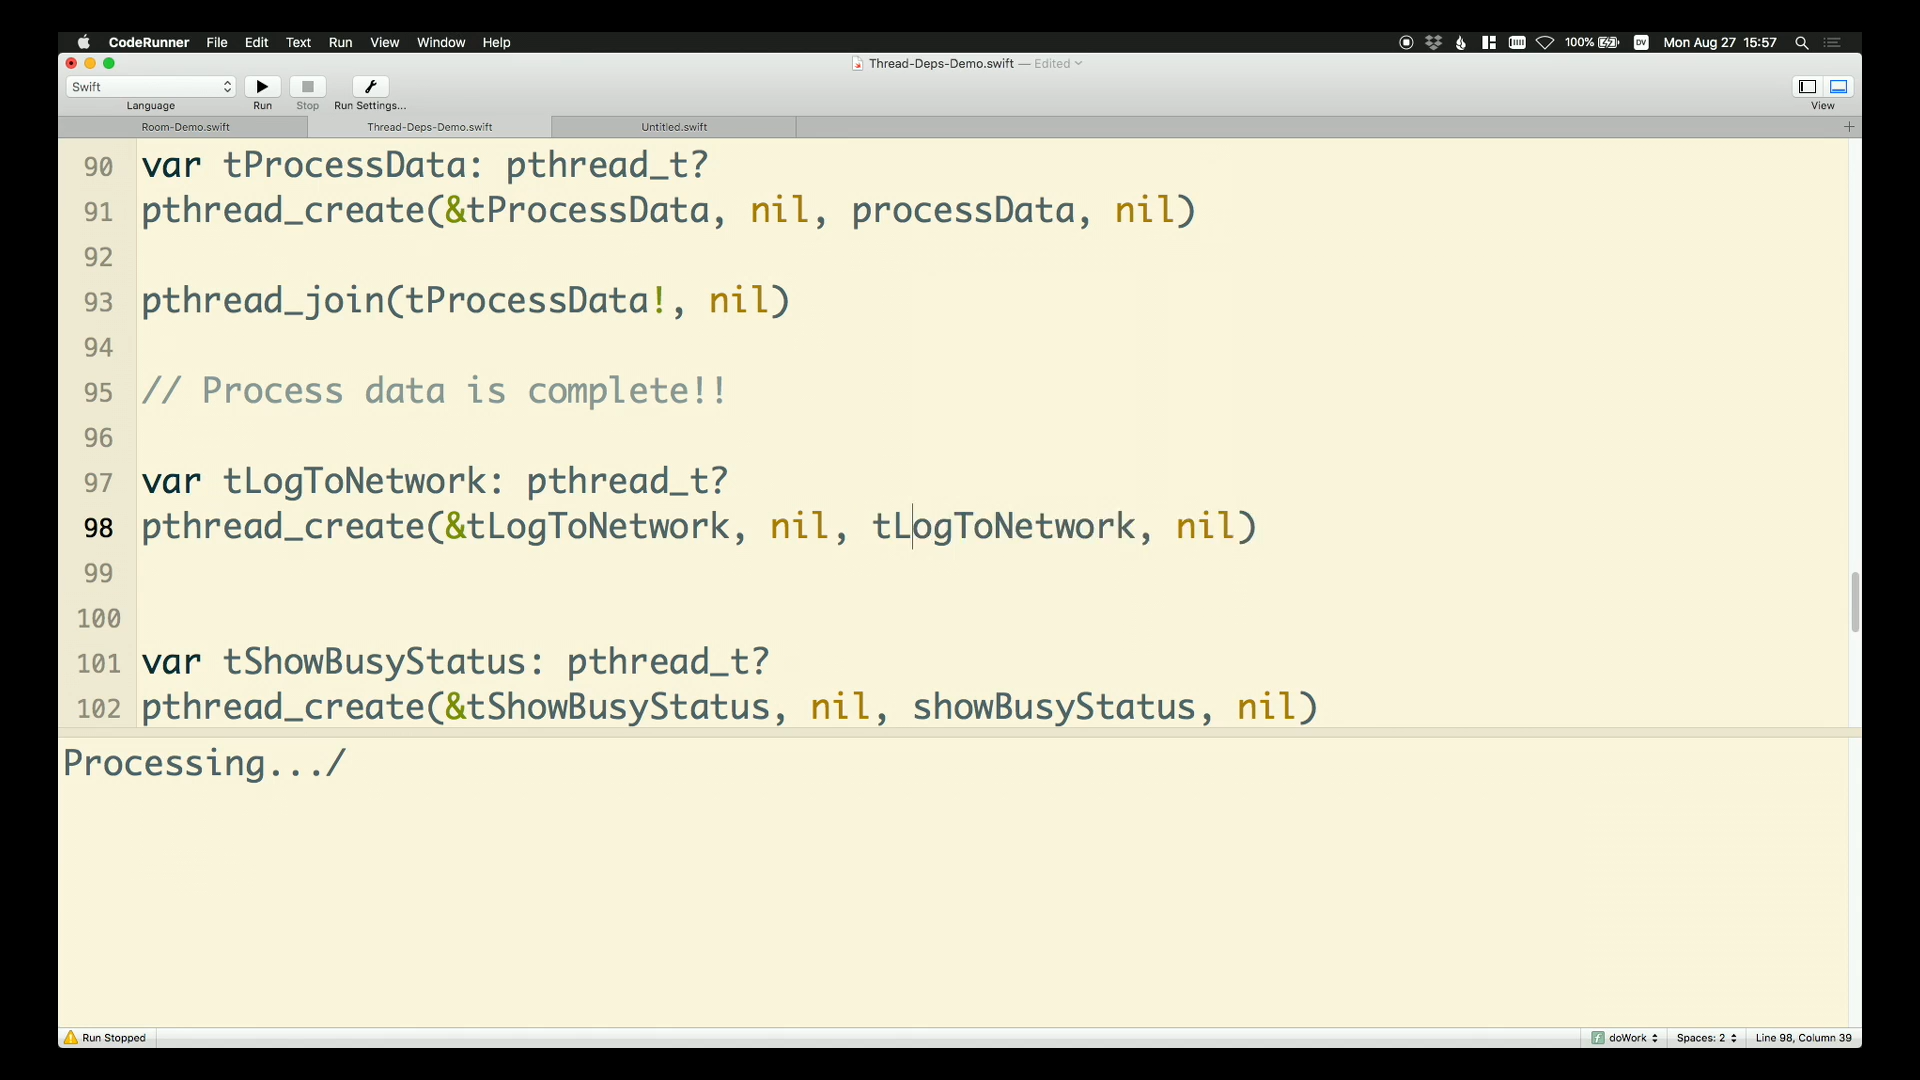 CodeRunner File Edit Text Run View Window Help 100% DV Mon Aug 27 15:57
Thread-Deps-Demo.swift — Edited
Swift
Language Run Stop Run Settings... View
Room-Demo.swift Thread-Deps-Demo.swift Untitled.swift
90 var tProcessData: pthread_t?
91 pthread_create(&tProcessData, nil, processData, nil)
92
93 pthread_join(tProcessData!, nil)
94
95 // Process data is complete!!
96
97 var tLogToNetwork: pthread_t?
98 pthread_create(&tLogToNetwork, nil, tLogToNetwork, nil)
99
100
101 var tShowBusyStatus: pthread_t?
102 pthread_create(&tShowBusyStatus, nil, showBusyStatus, nil)
Processing.../
Run Stopped f doWork Spaces: 2 Line 98, Column 39